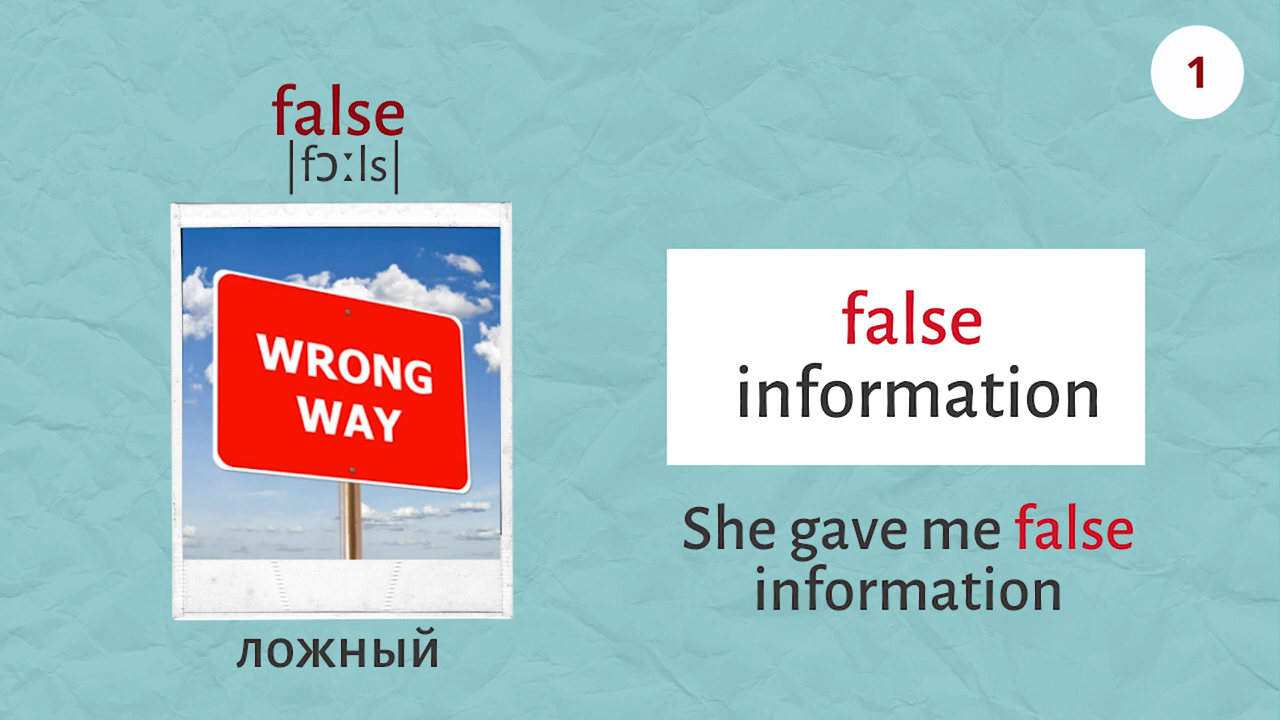 1
false
|fɔːls|
WRONG
WAY
ложный
false
information
She gave me false
information